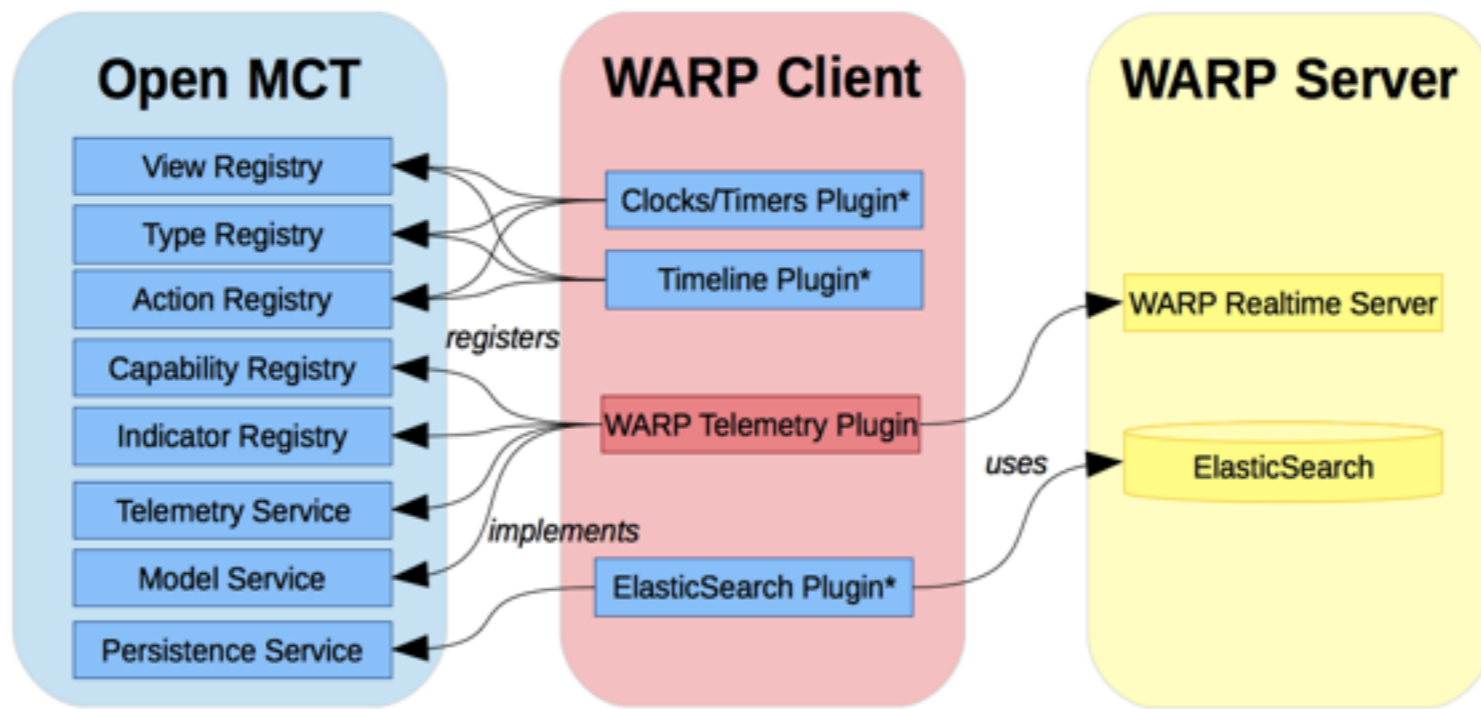 Open MCT
View Registry
Type Registry
Action Registry
Capability Registry
Indicator Registry
Telemetry Service
Model Service
Persistence Service
registers
implements
WARP Client
Clocks/Timers Plugin*
Timeline Plugin*
WARP Telemetry Plugin
ElasticSearch Plugin*
uses
WARP Server
WARP Realtime Server
ElasticSearch